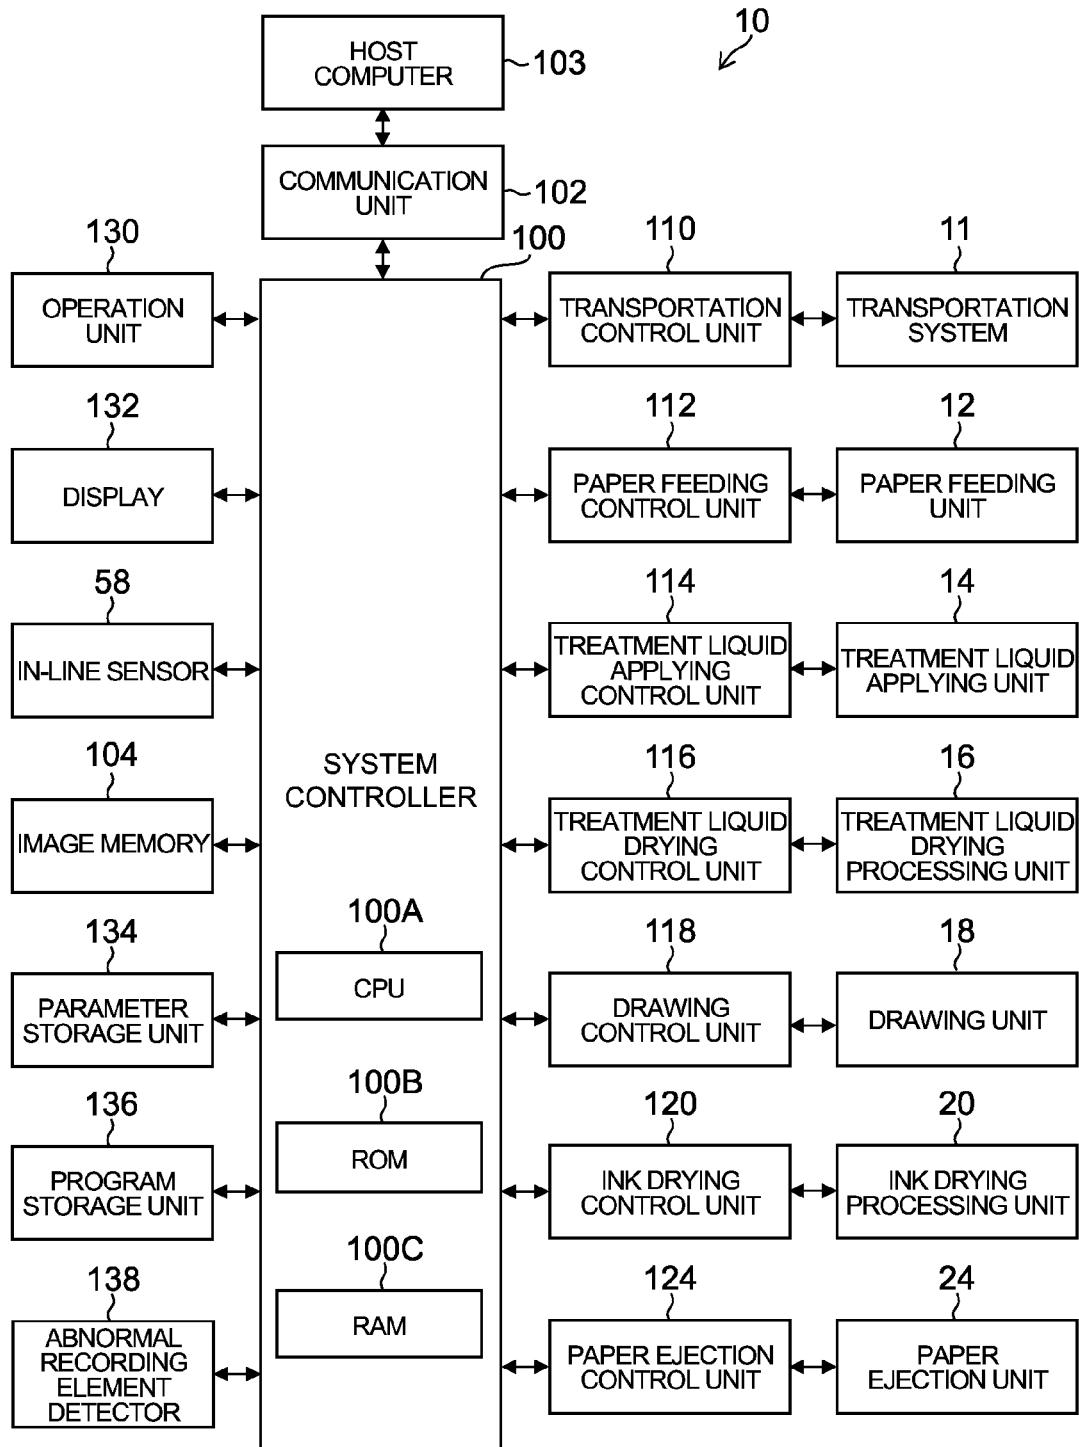 10
HOST
COMPUTER
103
COMMUNICATION
UNIT
102
130
100
110
11
OPERATION
UNIT
TRANSPORTATION
CONTROL UNIT
TRANSPORTATION
SYSTEM
132
112
12
DISPLAY
PAPER FEEDING
CONTROL UNIT
PAPER FEEDING
UNIT
58
114
14
IN-LINE SENSOR
TREATMENT LIQUID
APPLYING
CONTROL UNIT
TREATMENT LIQUID
APPLYING UNIT
104
SYSTEM
CONTROLLER
116
16
IMAGE MEMORY
TREATMENT LIQUID
DRYING
CONTROL UNIT
TREATMENT LIQUID
DRYING
PROCESSING UNIT
134
100A
118
18
PARAMETER
STORAGE UNIT
CPU
DRAWING
CONTROL UNIT
DRAWING UNIT
136
100B
120
20
PROGRAM
STORAGE UNIT
ROM
INK DRYING
CONTROL UNIT
INK DRYING
PROCESSING UNIT
138
100C
124
24
ABNORMAL
RECORDING
ELEMENT
DETECTOR
RAM
PAPER EJECTION
CONTROL UNIT
PAPER
EJECTION UNIT